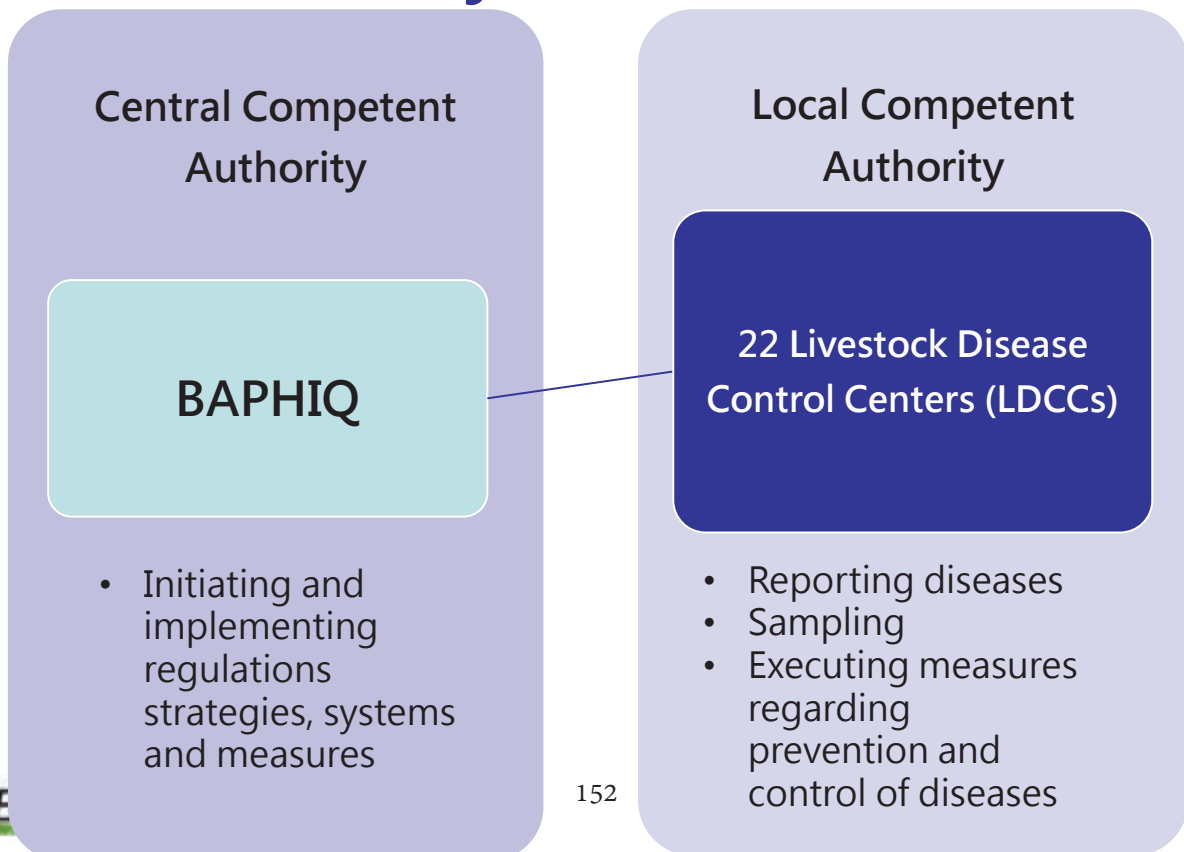 Central Competent
Authority
BAPHIQ
• Initiating and
implementing
regulations
strategies, systems
and measures
Local Competent
Authority
22 Livestock Disease
Control Centers (LDCCs)
• Reporting diseases
• Sampling
• Executing measures
regarding
prevention and
control of diseases
152